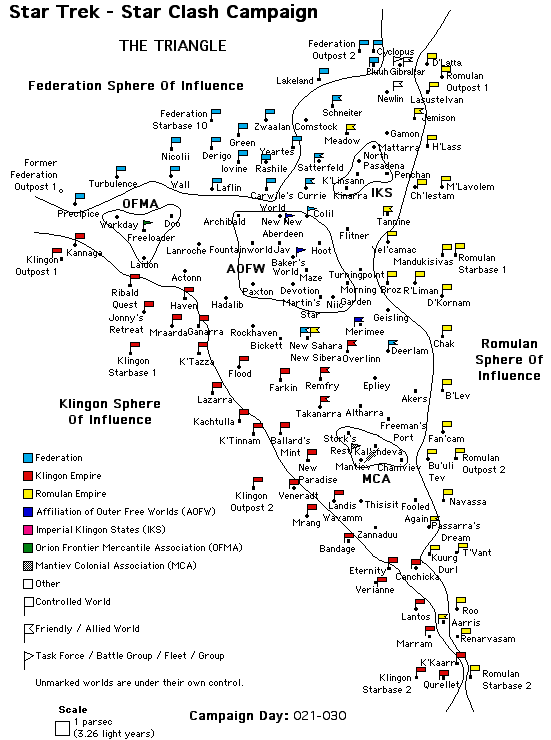 Star Trek - Star Clash Campaign
THE TRIANGLE
Federation
Outpost 2
Cyclopus
D'Latta
Federation Sphere Of Influence
Lakeland
Fluuh
Gibraltar
Romulan
Outpost 1
Newlin
Lasustelvan
Schneiter
Jemison
Federation
Starbase 10
Zwaalan
Comstock
Green
Meadow
Gamon
H'Lass
Mattarra
Nicolii
Derigo
Yeartes
North
Pasadena
Former
Federation
Outpost 1
Iovine
Rashile
Satterfeld
Penchan
Turbulence
Wall
Laflin
K'Linsann
Kinarra
IKS
Ch'lestam
M'Lavolem
Carwyle's
World
Currie
Precipice
OFMA
Workday
Doo
Freeloader
Archibald
New
Aberdeen
New
Colil
Tannine
Kannaga
Laidon
Lanroche
Fountainworld
Jav
Hoot
Flitner
Yel'camac
Klingon
Outpost 1
AOFW
Baker's
World
Mandukisivas
Romulan
Starbase 1
Actonn
Maze
Turningpoint
Ribald
Quest
Haven
Hadalib
Paxton
Devotion
Morning
Garden
Broz
R'Liman
D'Kornam
Martin's
Star
Niic
Jonny's
Retreat
Mraarda
Ganarra
Rockhaven
Geisling
Merimee
Chak
Bickett
New Sahara
New Siberia
Overlinn
Deerlam
Romulan
Sphere Of
Influence
Klingon
Starbase 1
K'Tazza
Flood
Farkin
Remfry
Epliey
Akers
B'Lev
Klingon Sphere
Of Influence
Lazarra
Takanarra
Altharra
Kachtulla
Freeman's
Port
Fan'cam
K'Tinnam
Ballard's
Mint
Stork's
Rest
Kallendeva
Mantiev
Chanviev
Bu'uli
Tev
Romulan
Outpost 2
MCA
New
Paradise
Klingon
Outpost 2
Veneradt
Landis
Thisisit
Fooled
Again
Navassa
Mrang
Wavamm
Passarra's
Dream
Zannaduu
Bandage
Kuurg
T'Vant
Durl
Eternity
Canchicka
Verianne
Lantos
Roo
Aarris
Marram
Renarvasam
K'Kaarr
Klingon
Starbase 2
Qurellet
Romulan
Starbase 2
Federation
Klingon Empire
Romulan Empire
Affiliation of Outer Free Worlds (AOFW)
Imperial Klingon States (IKS)
Orion Frontier Mercantile Association (OFMA)
Mantiev Colonial Association (MCA)
Other
Controlled World
Friendly / Allied World
Task Force / Battle Group / Fleet / Group
Unmarked worlds are under their own control.
Scale
1 parsec
(3.26 light years)
Campaign Day: 021-030